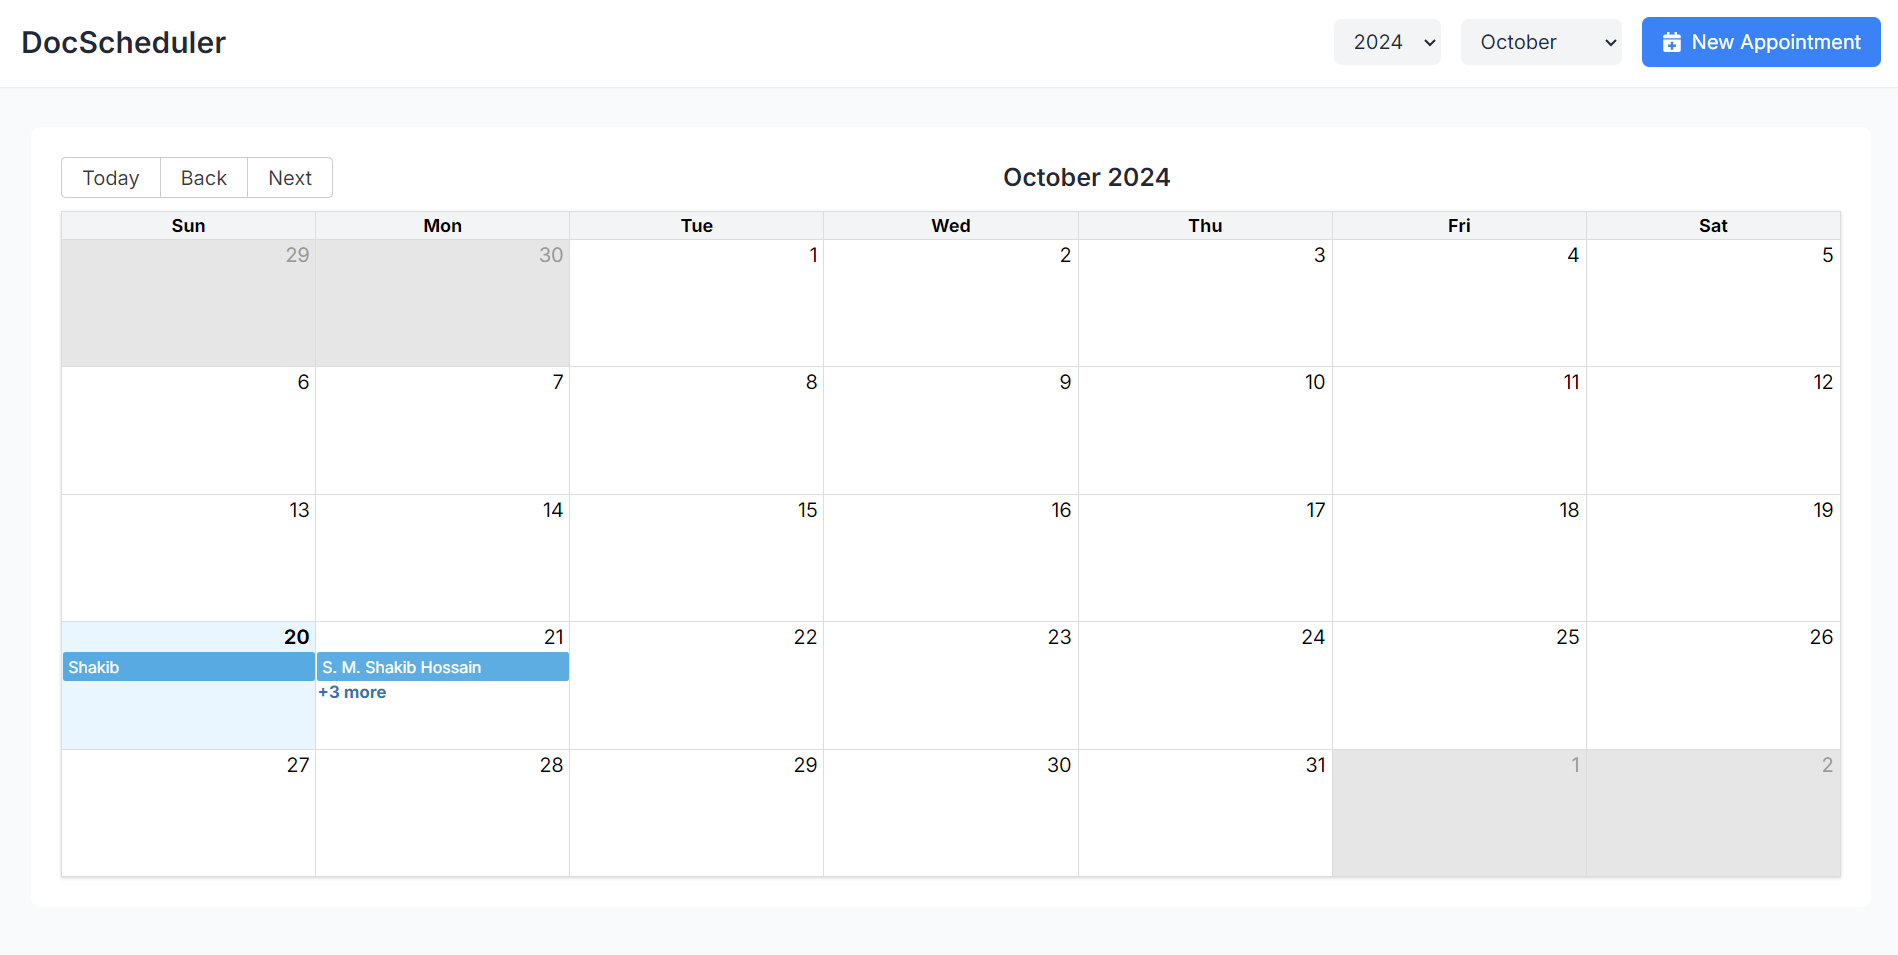 DocScheduler
2024 October New Appointment
Today Back Next October 2024
Sun Mon Tue Wed Thu Fri Sat
29 30 1 2 3 4 5
6 7 8 9 10 11 12
13 14 15 16 17 18 19
20 21 22 23 24 25 26
Shakib S. M. Shakib Hossain
+3 more
27 28 29 30 31 1 2